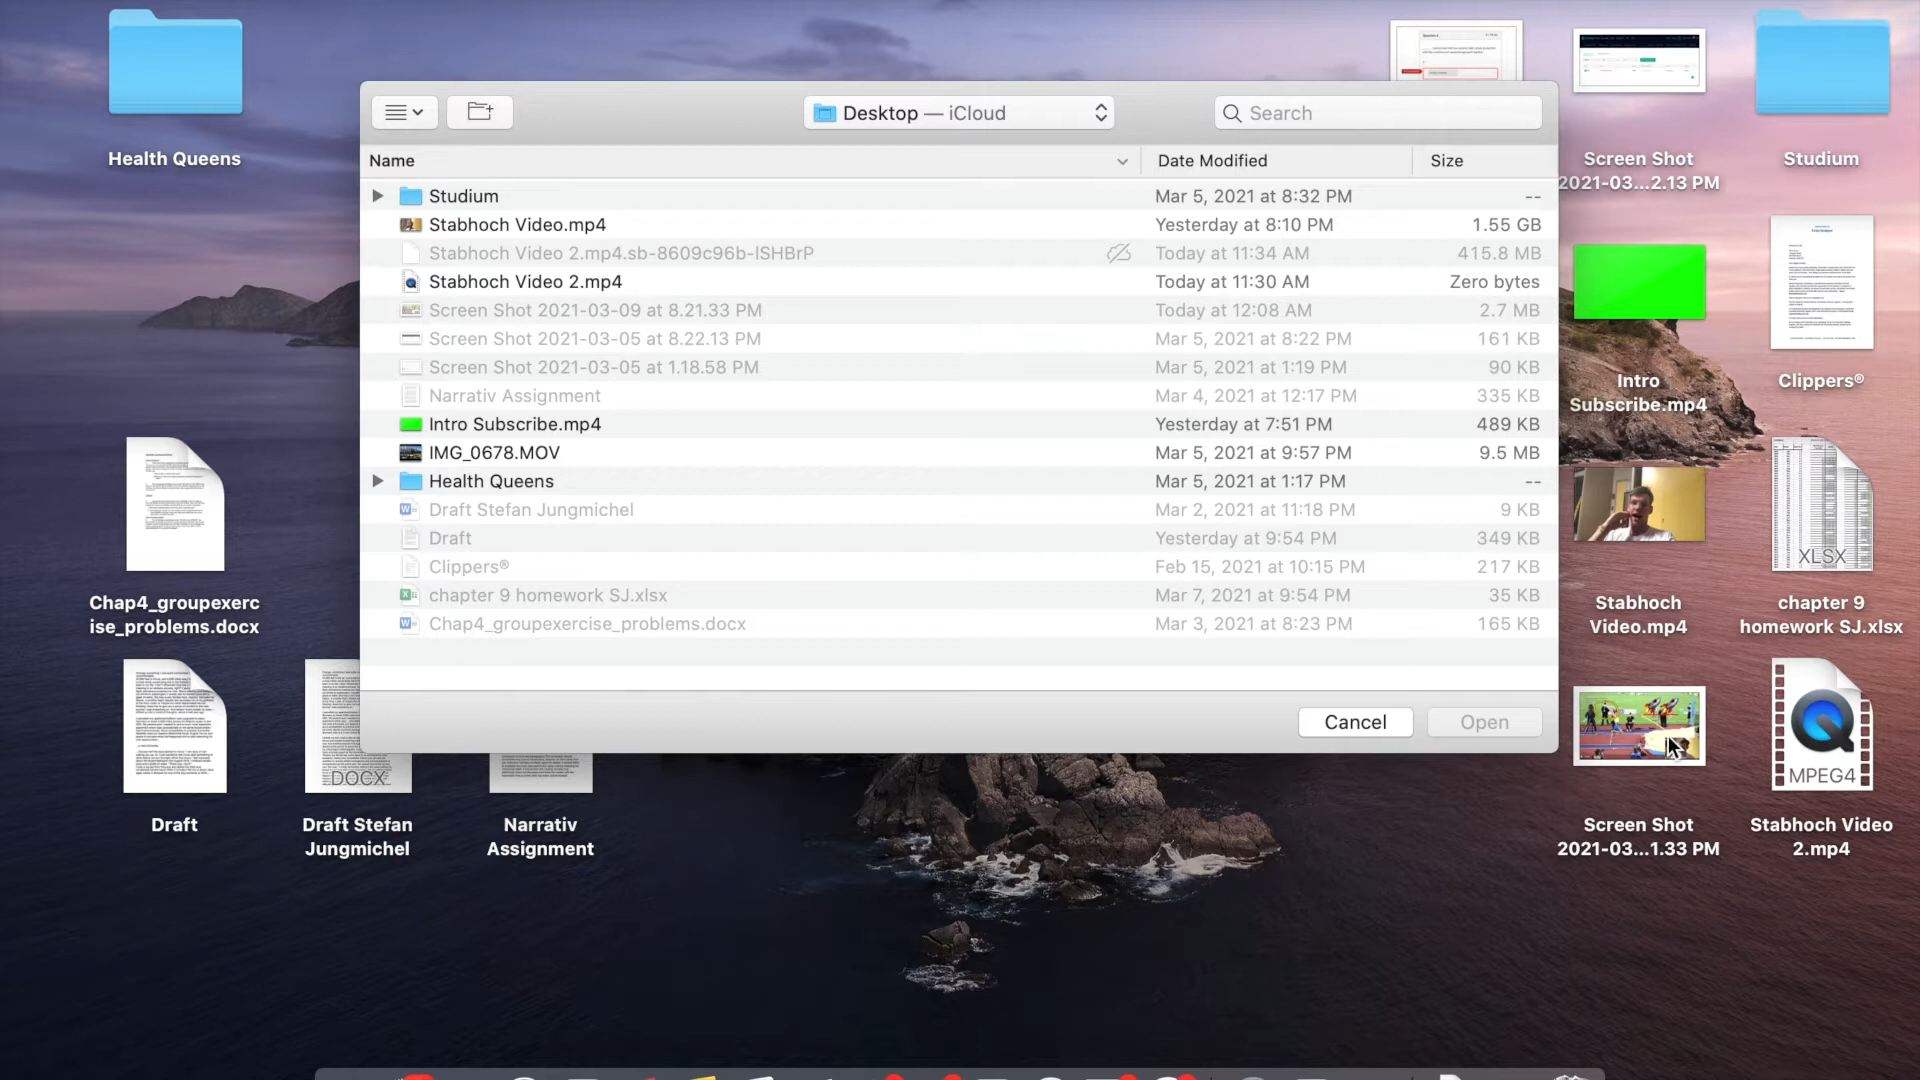 Health Queens
Desktop — iCloud
Search
Name
Date Modified
Size
Studium
Mar 5, 2021 at 8:32 PM
--
Stabhoch Video.mp4
Yesterday at 8:10 PM
1.55 GB
Stabhoch Video 2.mp4.sb-8609c96b-lSHBrP
Today at 11:34 AM
415.8 MB
Stabhoch Video 2.mp4
Today at 11:30 AM
Zero bytes
Screen Shot 2021-03-09 at 8.21.33 PM
Today at 12:08 AM
2.7 MB
Screen Shot 2021-03-05 at 8.22.13 PM
Mar 5, 2021 at 8:22 PM
161 KB
Screen Shot 2021-03-05 at 1.18.58 PM
Mar 5, 2021 at 1:19 PM
90 KB
Narrativ Assignment
Mar 4, 2021 at 12:17 PM
335 KB
Intro Subscribe.mp4
Yesterday at 7:51 PM
489 KB
IMG_0678.MOV
Mar 5, 2021 at 9:57 PM
9.5 MB
Health Queens
Mar 5, 2021 at 1:17 PM
--
Draft Stefan Jungmichel
Mar 2, 2021 at 11:18 PM
9 KB
Draft
Yesterday at 9:54 PM
349 KB
Clippers®
Feb 15, 2021 at 10:15 PM
217 KB
chapter 9 homework SJ.xlsx
Mar 7, 2021 at 9:54 PM
35 KB
Chap4_groupexercise_problems.docx
Mar 3, 2021 at 8:23 PM
165 KB
Cancel
Open
Screen Shot
2021-03...2.13 PM
Studium
Intro
Subscribe.mp4
Clippers®
Stabhoch
Video.mp4
XLSX
chapter 9
homework SJ.xlsx
Chap4_groupexerc
ise_problems.docx
Draft
DOCX
Draft Stefan
Jungmichel
Narrativ
Assignment
Screen Shot
2021-03...1.33 PM
MPEG4
Stabhoch Video
2.mp4